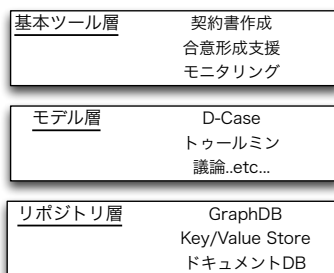 基本ツール層 契約書作成
合意形成支援
モニタリング
モデル層 D-Case
トゥールミン
議論..etc...
リポジトリ層 GraphDB
Key/Value Store
ドキュメントDB